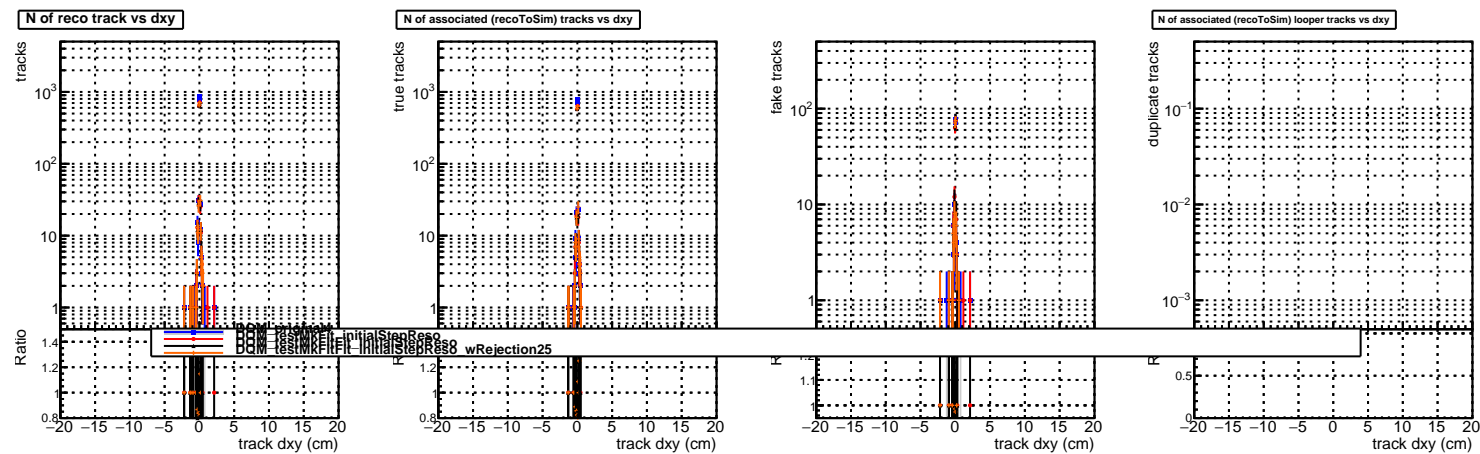 N of reco track vs dxy
N of associated (recoToSim) tracks vs dxy
N of associated (recoToSim) looper tracks vs dxy
tracks
10³
10²
10
1
Ratio
1.4
1.2
1
0.8
−20 −15 −10 −5 0 5 10 15 20
track dxy (cm)
true tracks
10³
10²
10
1
1.2
1
0.8
−20 −15 −10 −5 0 5 10 15 20
track dxy (cm)
fake tracks
10²
10
1
1.1
1
−20 −15 −10 −5 0 5 10 15 20
track dxy (cm)
duplicate tracks
10⁻¹
10⁻²
10⁻³
0.5
0
−20 −15 −10 −5 0 5 10 15 20
track dxy (cm)
DQM_original
DQM_testMkFitFit_initialStepReso_wRejection25